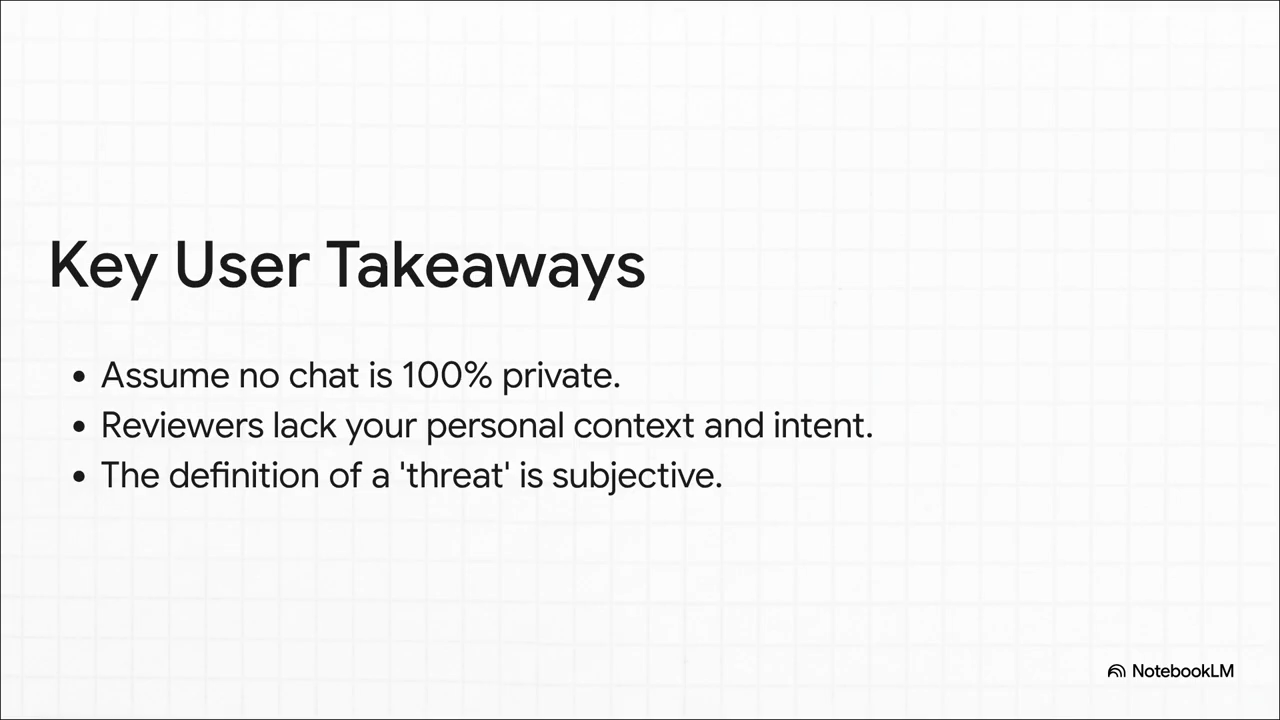 Key User Takeaways
• Assume no chat is 100% private.
• Reviewers lack your personal context and intent.
• The definition of a 'threat' is subjective.
NotebookLM